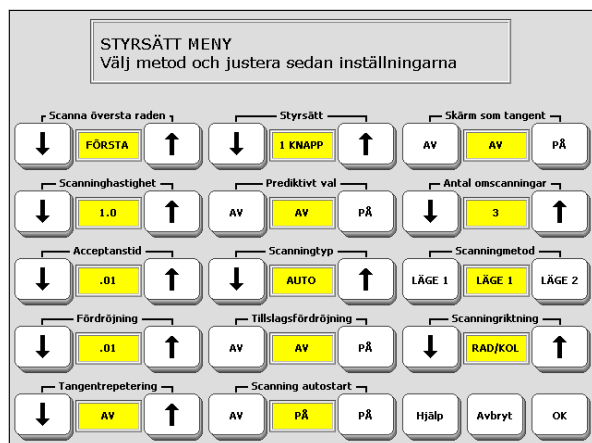 STYRSÄTT MENY
Välj metod och justera sedan inställningarna
Scanna översta raden Styrsätt Skärm som tangent
FÖRSTA 1 KNAPP AV AV PÅ
Scanninghastighet Prediktivt val Antal omscanningar
1.0 AV AV PÅ 3
Acceptanstid Scanningtyp Scanningmetod
.01 AUTO LÄGE 1 LÄGE 1 LÄGE 2
Fördröjning Tillslagsfördröjning Scanningriktning
.01 AV AV PÅ RAD/KOL
Tangentrepetering Scanning autostart
AV AV PÅ PÅ Hjälp Avbryt OK